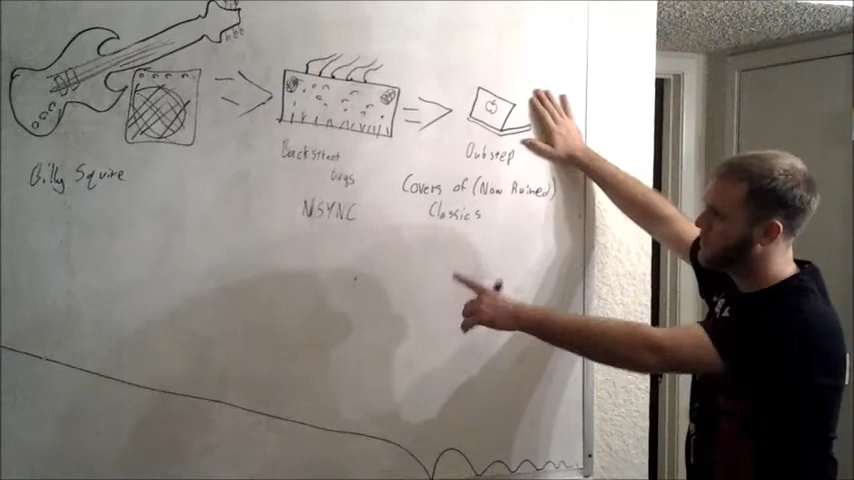 Billy Squire
Backstreet
Boys
NSYNC
Dubstep
Covers of (Now Ruined)
Classics